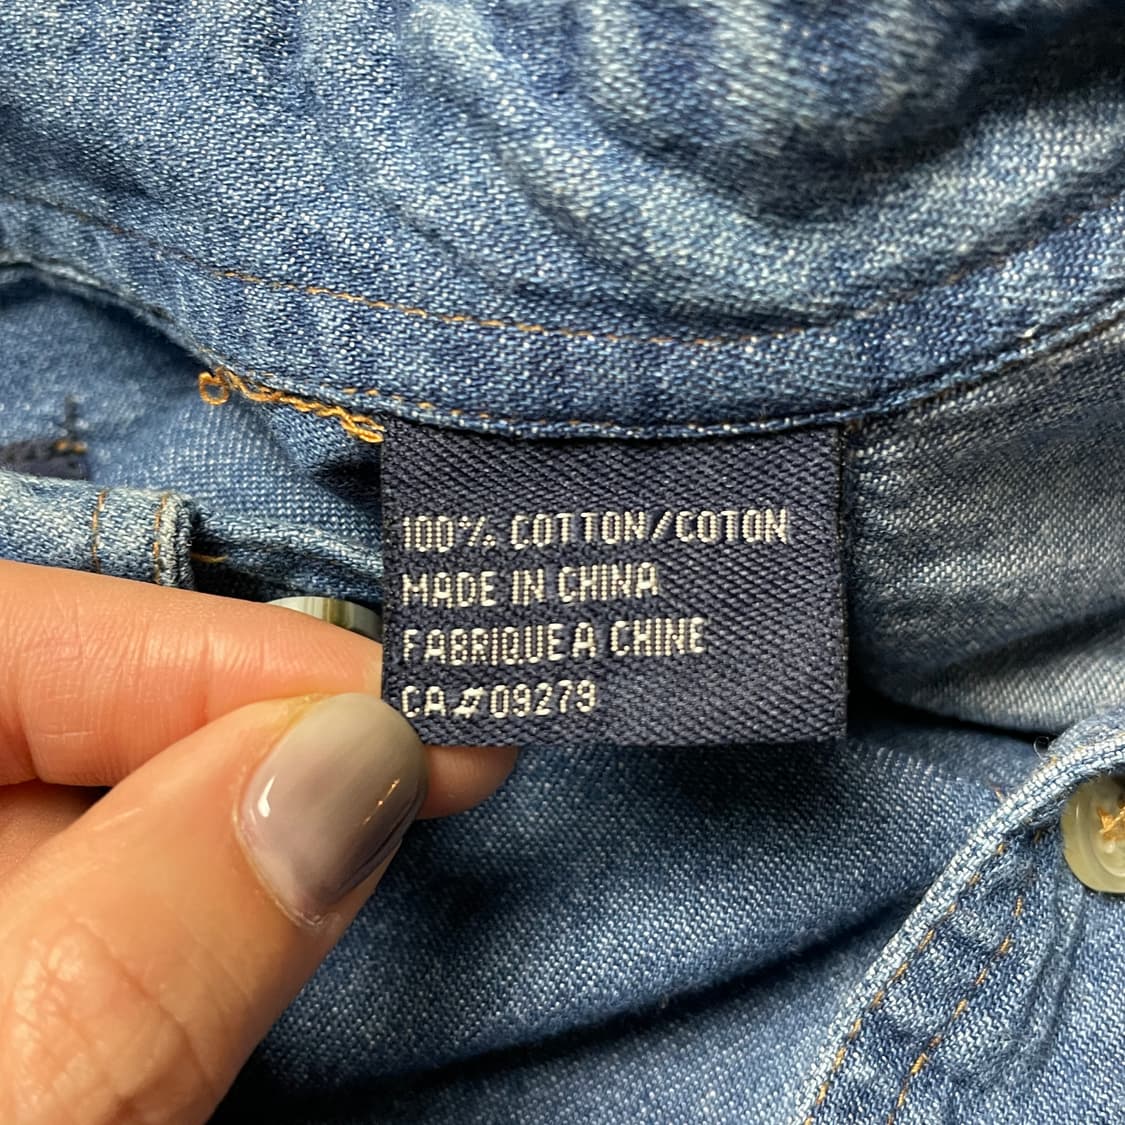 100% COTTON/COTON
MADE IN CHINA
FABRIQUE A CHINE
CA#09279